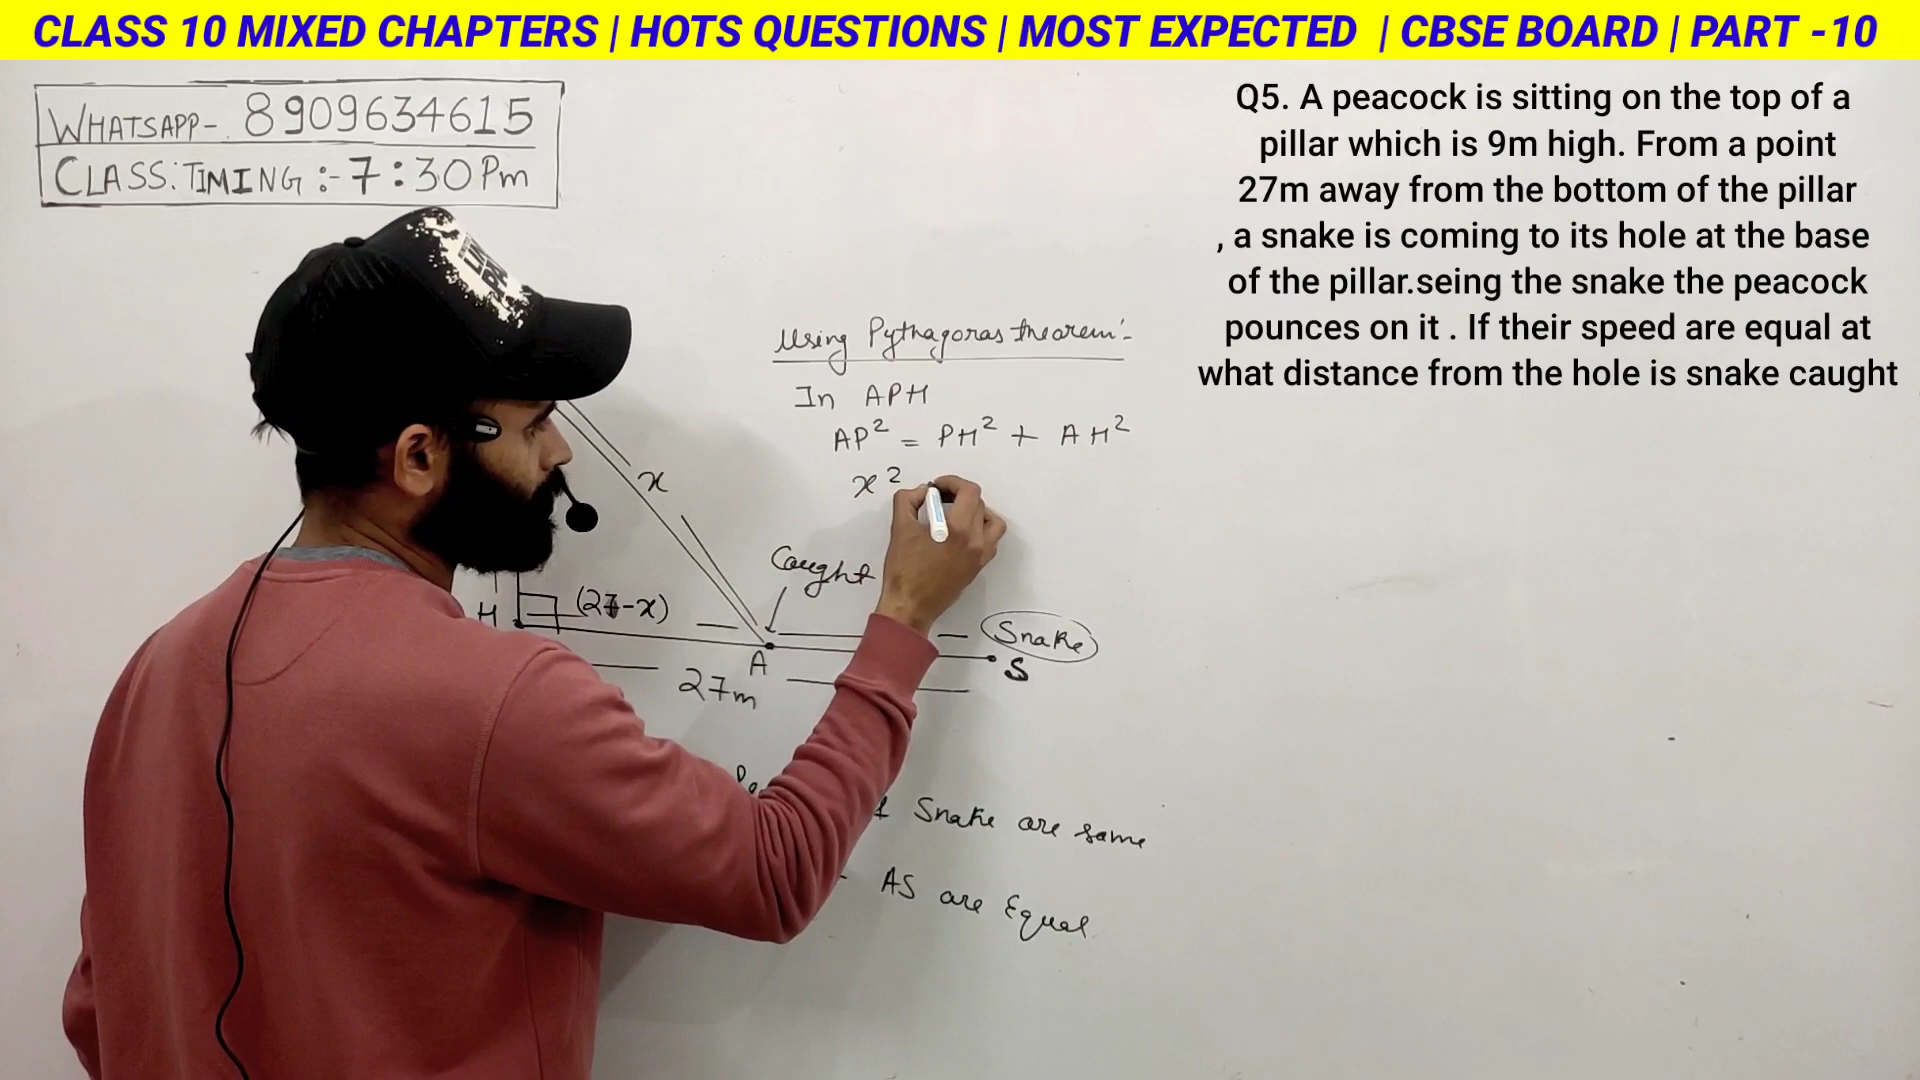 CLASS 10 MIXED CHAPTERS | HOTS QUESTIONS | MOST EXPECTED | CBSE BOARD | PART -10
WHATSAPP-. 8909634615
CLASS:TIMING :- 7:30 Pm
Q5. A peacock is sitting on the top of a
pillar which is 9m high. From a point
27m away from the bottom of the pillar
, a snake is coming to its hole at the base
of the pillar.seing the snake the peacock
pounces on it . If their speed are equal at
what distance from the hole is snake caught
Using Pythagoras theorem:-
In APH
AP² = PH² + AH²
x²
x
Caught
H (27-x)
Snake
A
S
27m
Snake are same
AS are Equal